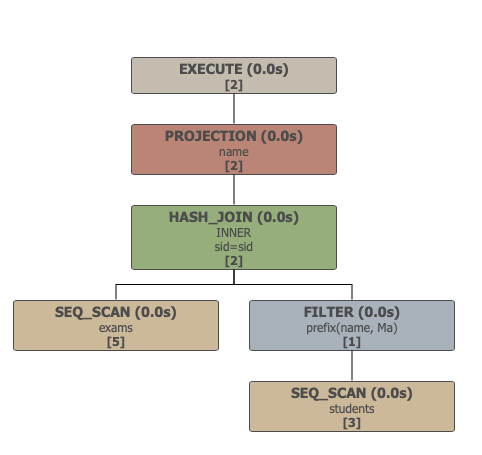 EXECUTE (0.0s)
[2]
PROJECTION (0.0s)
name
[2]
HASH_JOIN (0.0s)
INNER
sid=sid
[2]
SEQ_SCAN (0.0s)
exams
[5]
FILTER (0.0s)
prefix(name, Ma)
[1]
SEQ_SCAN (0.0s)
students
[3]